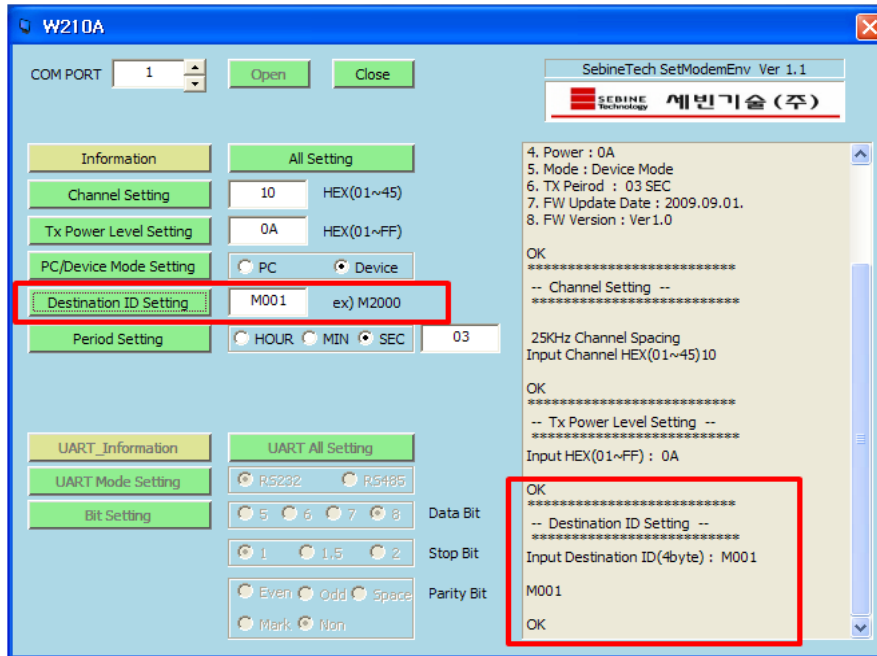 W210A
COM PORT 1 Open Close
SebineTech SetModemEnv Ver 1.1
SEBINE Technology 세빈기술(주)
Information All Setting
Channel Setting 10 HEX(01~45)
Tx Power Level Setting 0A HEX(01~FF)
PC/Device Mode Setting PC Device
Destination ID Setting M001 ex) M2000
Period Setting HOUR MIN SEC 03
UART_Information UART All Setting
UART Mode Setting RS232 RS485
Bit Setting 5 6 7 8 Data Bit
1 1.5 2 Stop Bit
Even Odd Space Parity Bit
Mark Non
4. Power : 0A
5. Mode : Device Mode
6. TX Peirod : 03 SEC
7. FW Update Date : 2009.09.01.
8. FW Version : Ver1.0
OK
**************************
-- Channel Setting --
**************************
25KHz Channel Spacing
Input Channel HEX(01~45)10
OK
**************************
-- Tx Power Level Setting --
**************************
Input HEX(01~FF) : 0A
OK
**************************
-- Destination ID Setting --
**************************
Input Destination ID(4byte) : M001
M001
OK